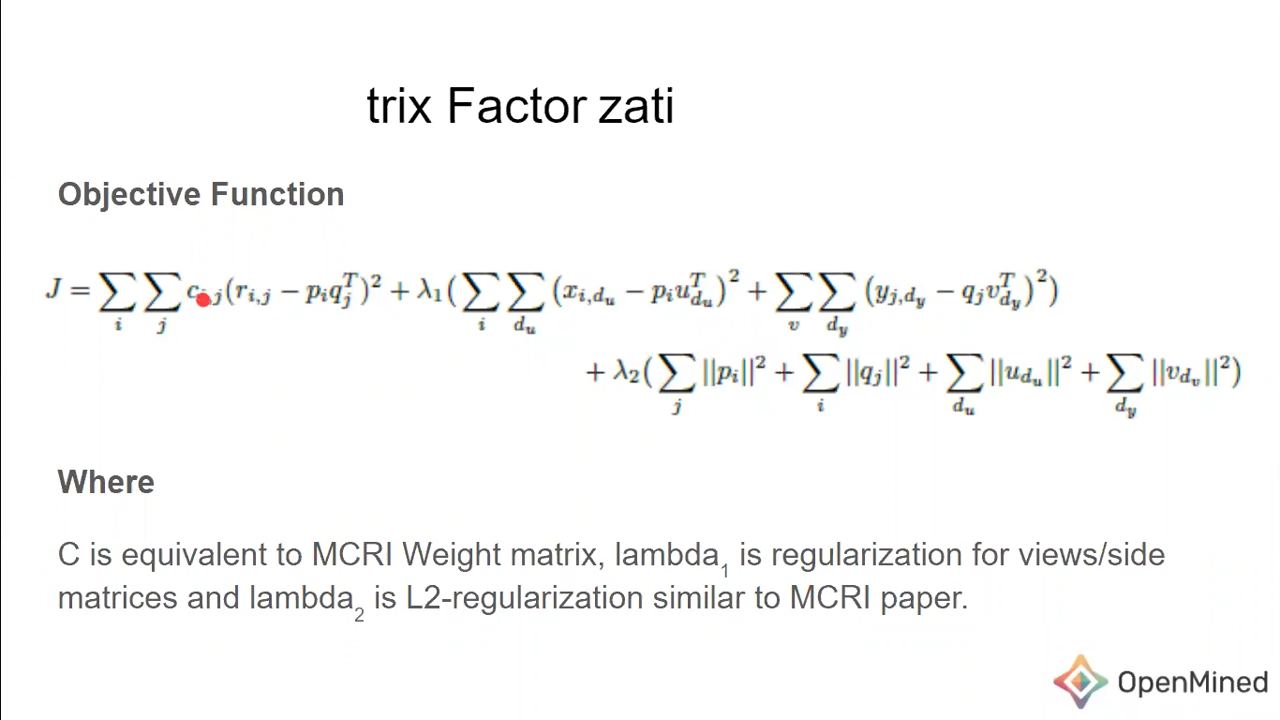 trix Factor zati
Objective Function
J = ∑_i ∑_j c_{i,j}(r_{i,j} − p_i q_j^T)^2 + λ_1(∑_i ∑_{d_u} (x_{i,d_u} − p_i u_{d_u}^T)^2 + ∑_v ∑_{d_y} (y_{j,d_y} − q_j v_{d_y}^T)^2)
+ λ_2(∑_j ||p_i||^2 + ∑_i ||q_j||^2 + ∑_{d_u} ||u_{d_u}||^2 + ∑_{d_y} ||v_{d_v}||^2)
Where
C is equivalent to MCRI Weight matrix, lambda_1 is regularization for views/side
matrices and lambda_2 is L2-regularization similar to MCRI paper.
OpenMined